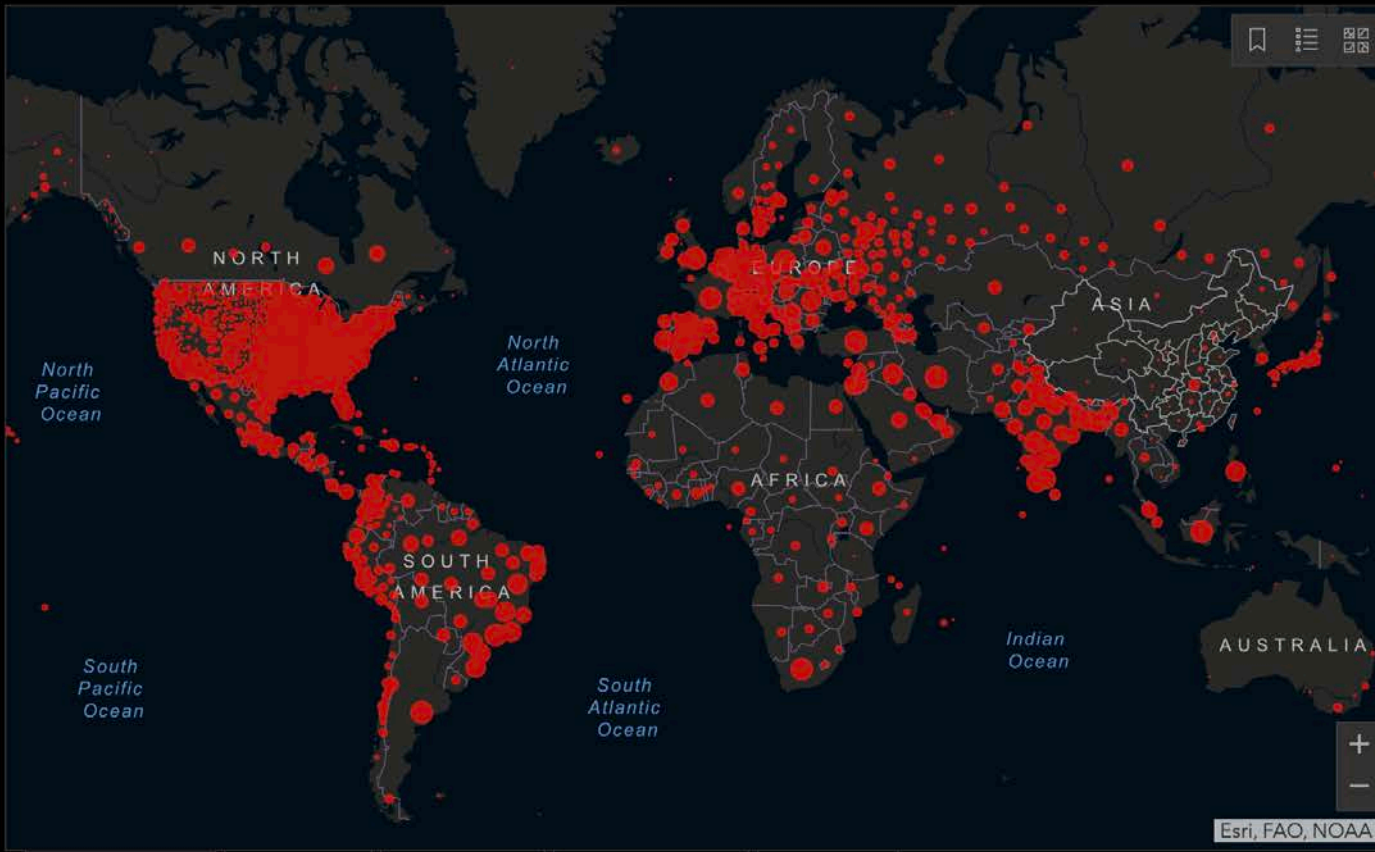 NORTH
AMERICA
EUROPE
ASIA
North
Pacific
Ocean
North
Atlantic
Ocean
AFRICA
SOUTH
AMERICA
Indian
Ocean
AUSTRALIA
South
Pacific
Ocean
South
Atlantic
Ocean
+
−
Esri, FAO, NOAA